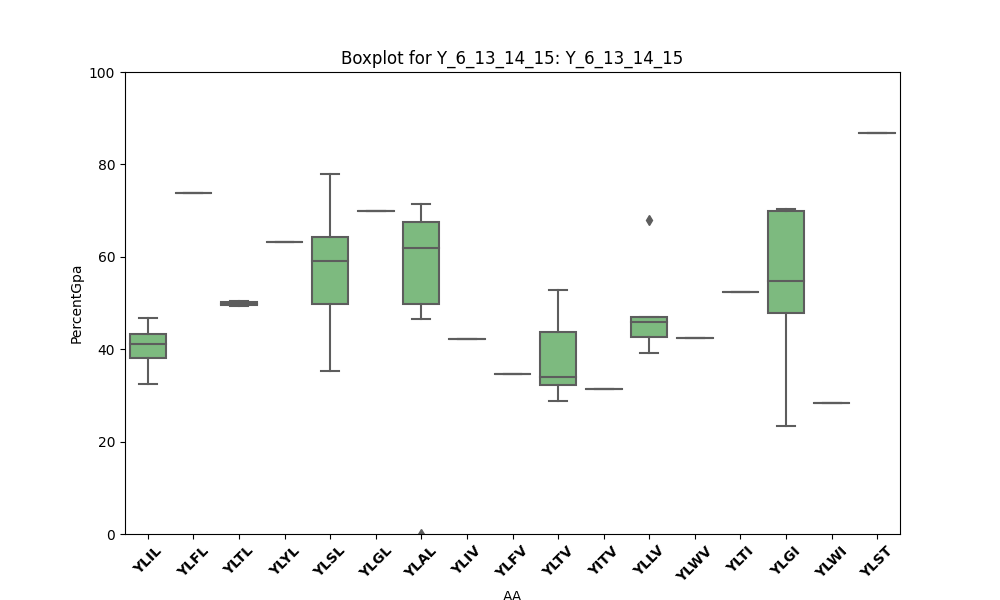 Boxplot for Y_6_13_14_15: Y_6_13_14_15
100
80
60
40
20
0
PercentGpa
YLIL YLFL YLTL YLYL YLSL YLGL YLAL YLIV YLFV YLTV YITV YLLV YLWV YLTI YLGI YLWI YLST
AA